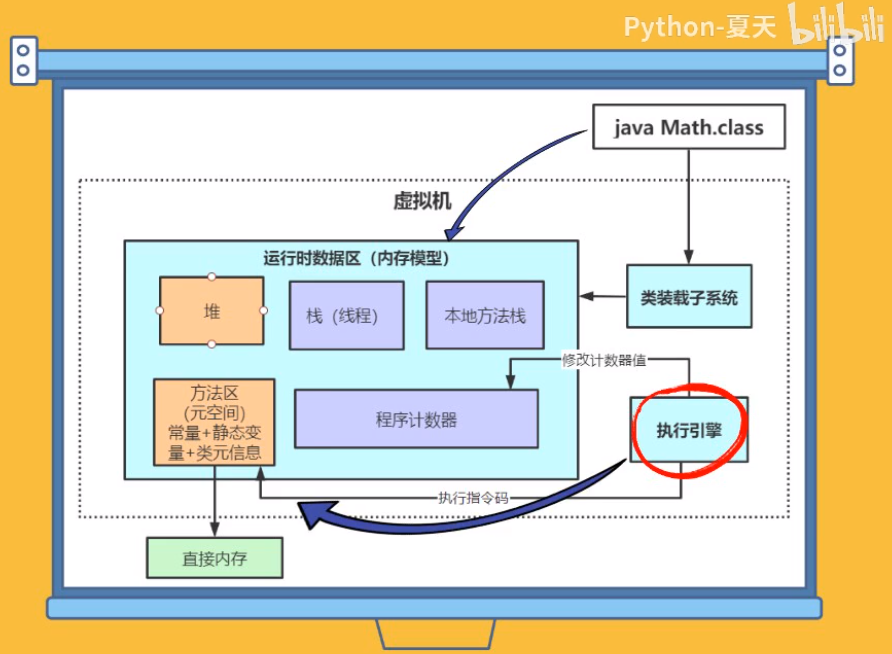 Python-夏天 bilibili
java Math.class
虚拟机
运行时数据区（内存模型）
堆
栈（线程）
本地方法栈
类装载子系统
修改计数器值
方法区
（元空间）
常量+静态变
量+类元信息
程序计数器
执行引擎
执行指令码
直接内存